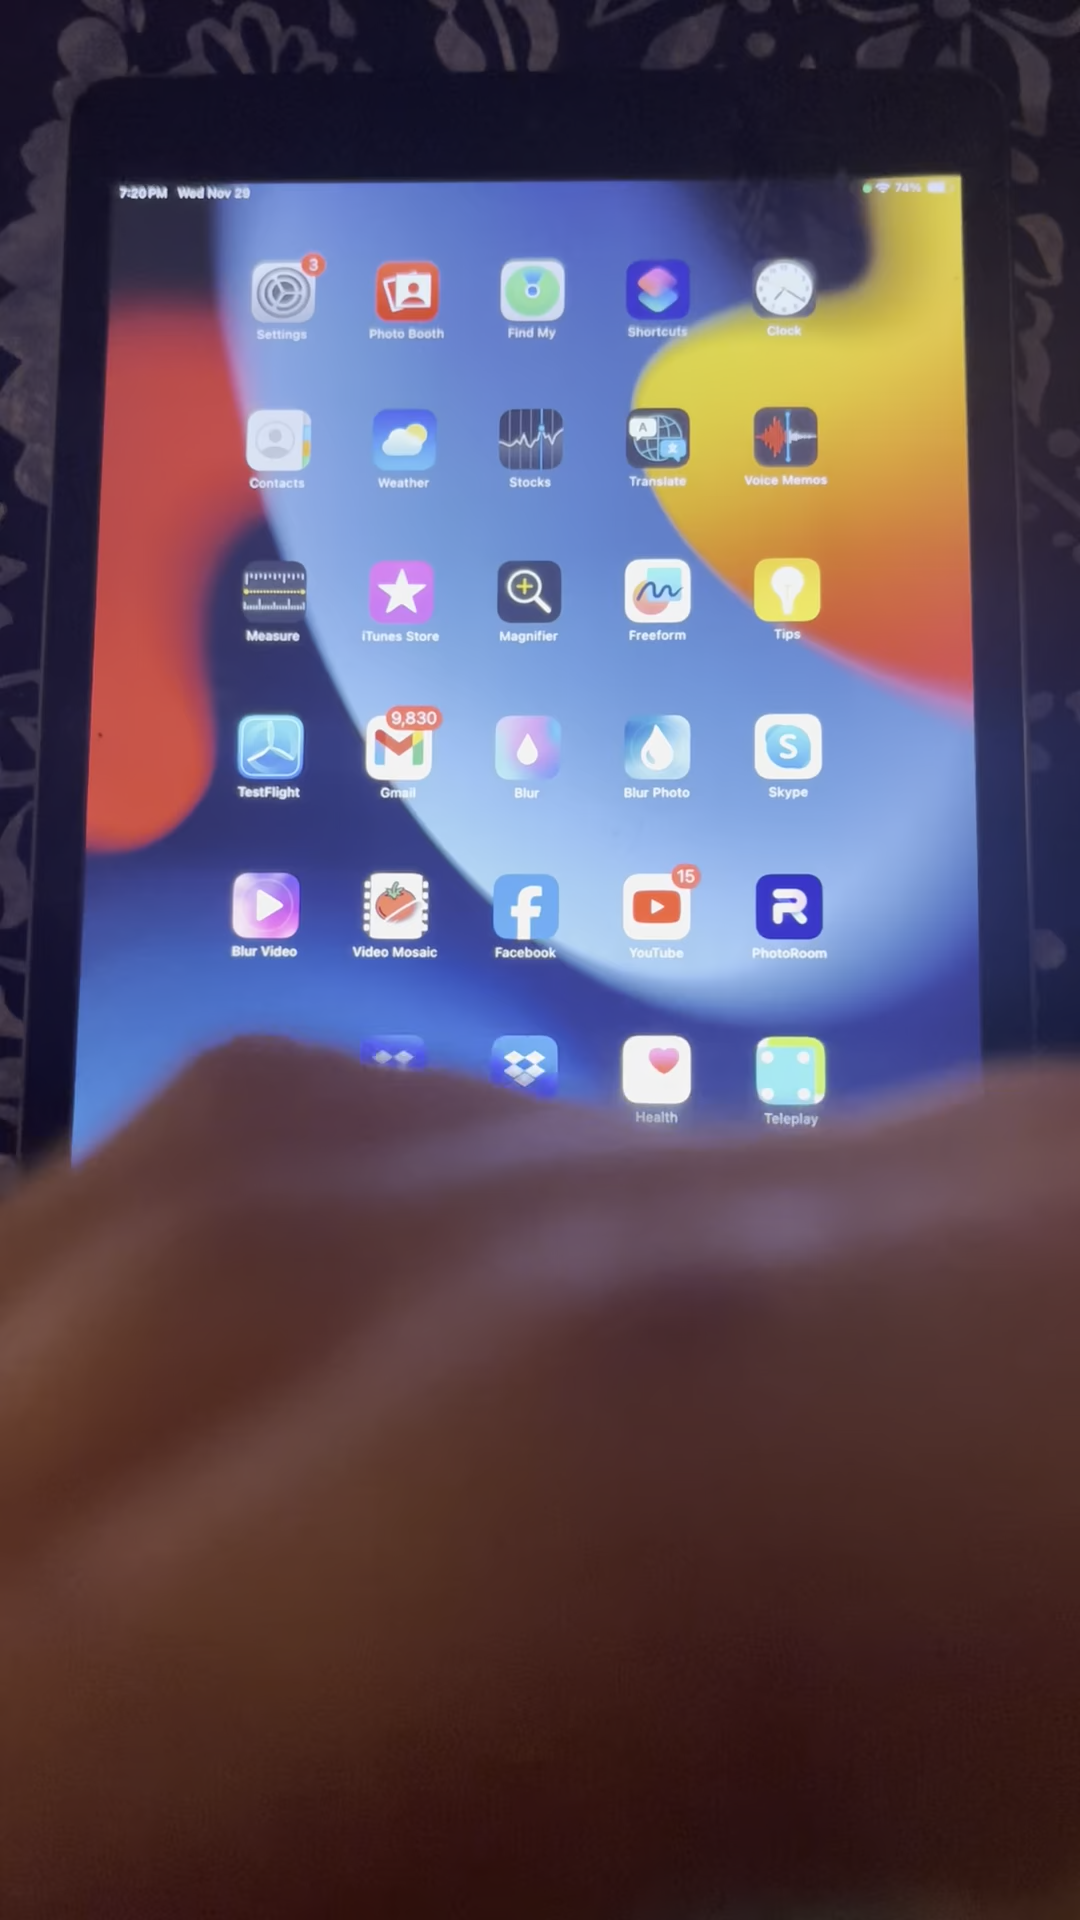 7:20 PM Wed Nov 29
74%
3
Settings
Photo Booth
Find My
Shortcuts
Clock
Contacts
Weather
Stocks
A
Translate
Voice Memos
Measure
iTunes Store
Magnifier
Freeform
Tips
9,830
TestFlight
Gmail
Blur
Blur Photo
S
Skype
15
Blur Video
Video Mosaic
Facebook
YouTube
PhotoRoom
Health
Teleplay